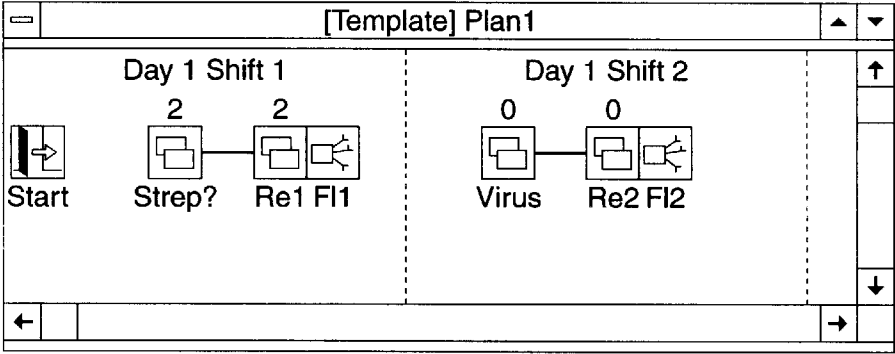 [Template] Plan1
Day 1 Shift 1 Day 1 Shift 2
2 2 0 0
Start Strep? Re1 Fl1 Virus Re2 Fl2